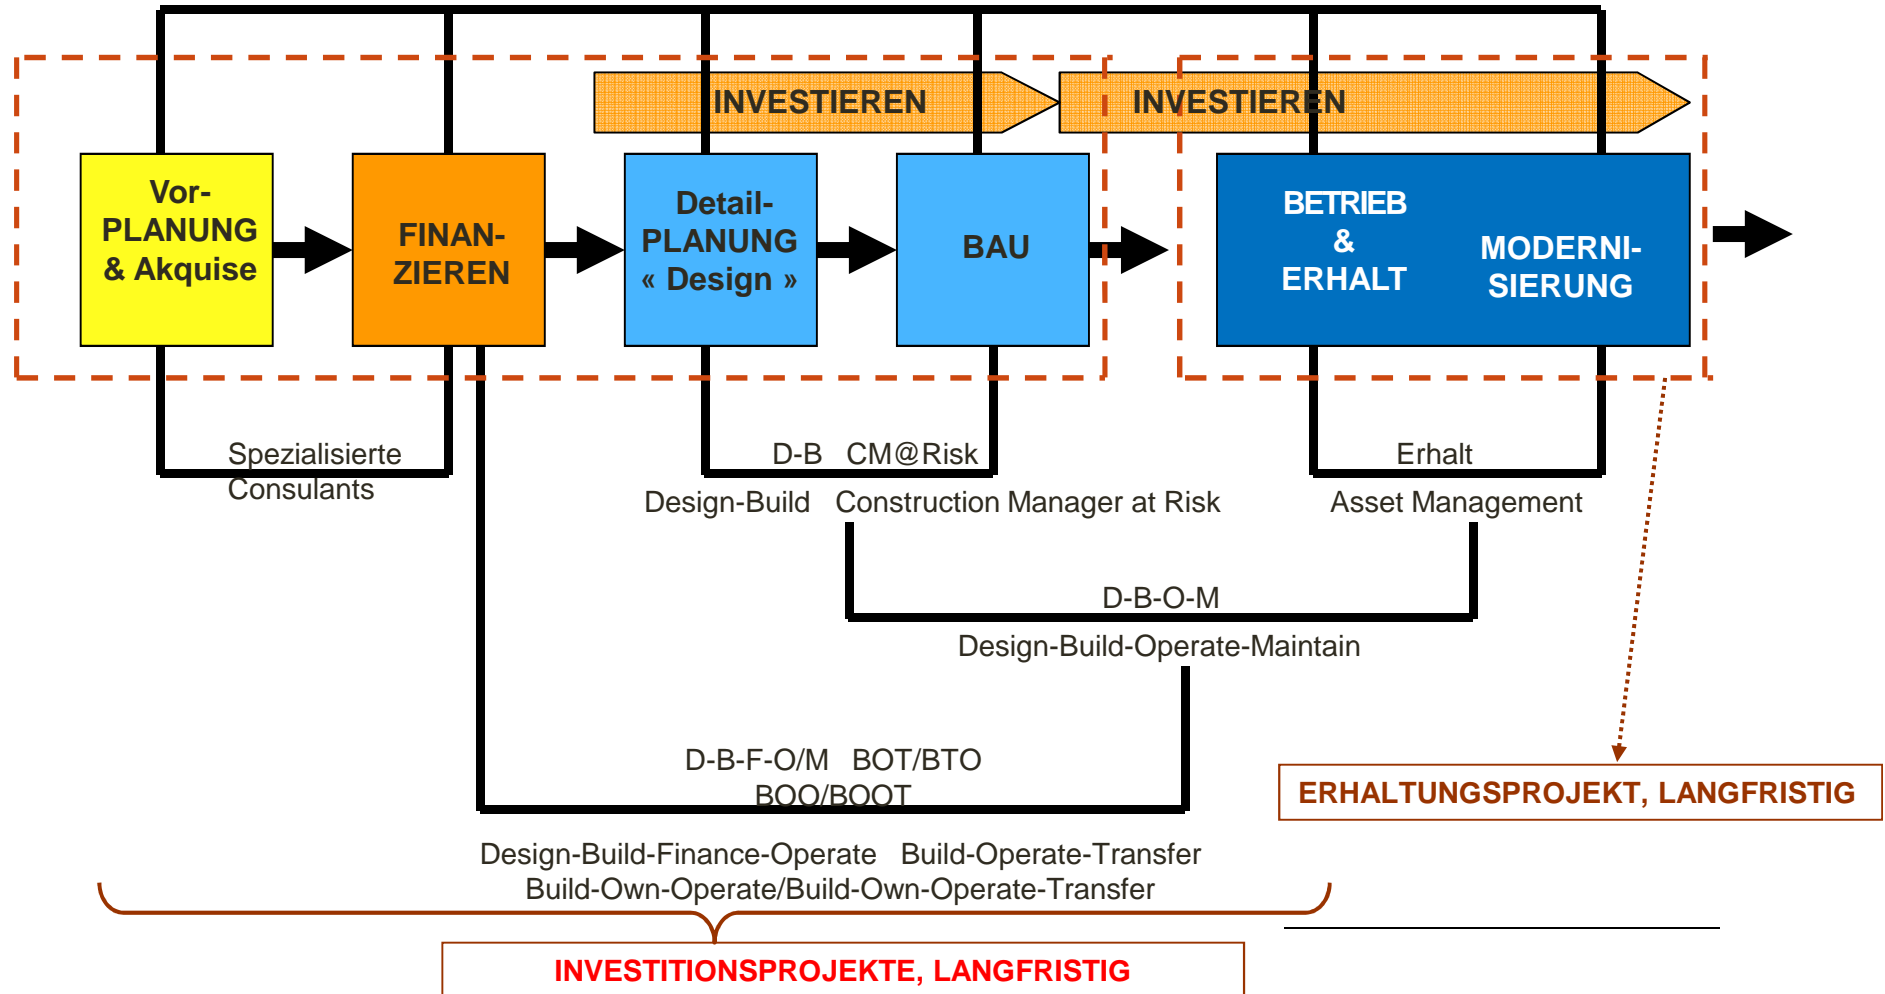 INVESTIEREN
INVESTIEREN
Vor-
PLANUNG
& Akquise
FINAN-
ZIEREN
Detail-
PLANUNG
« Design »
BAU
BETRIEB
&
ERHALT
MODERNI-
SIERUNG
Spezialisierte
Consulants
D-B CM@Risk
Design-Build Construction Manager at Risk
Erhalt
Asset Management
D-B-O-M
Design-Build-Operate-Maintain
D-B-F-O/M BOT/BTO
BOO/BOOT
Design-Build-Finance-Operate Build-Operate-Transfer
Build-Own-Operate/Build-Own-Operate-Transfer
ERHALTUNGSPROJEKT, LANGFRISTIG
INVESTITIONSPROJEKTE, LANGFRISTIG